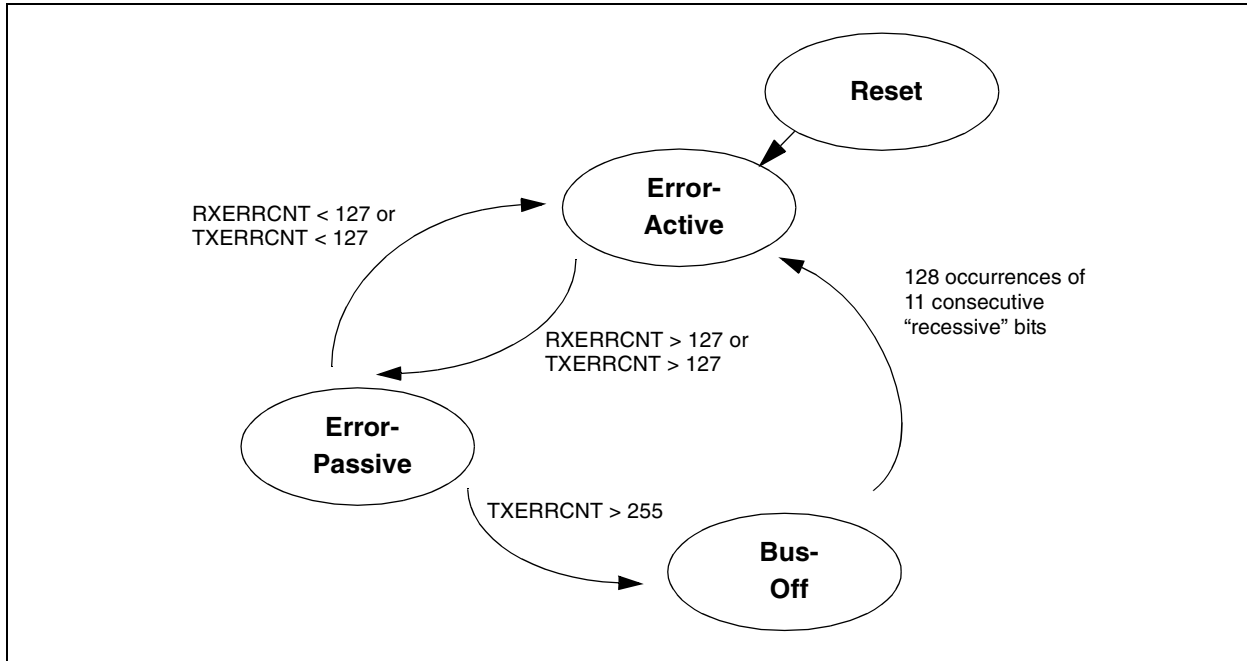 Reset
Error-
Active
RXERRCNT < 127 or
TXERRCNT < 127
128 occurrences of
11 consecutive
“recessive” bits
RXERRCNT > 127 or
TXERRCNT > 127
Error-
Passive
TXERRCNT > 255
Bus-
Off